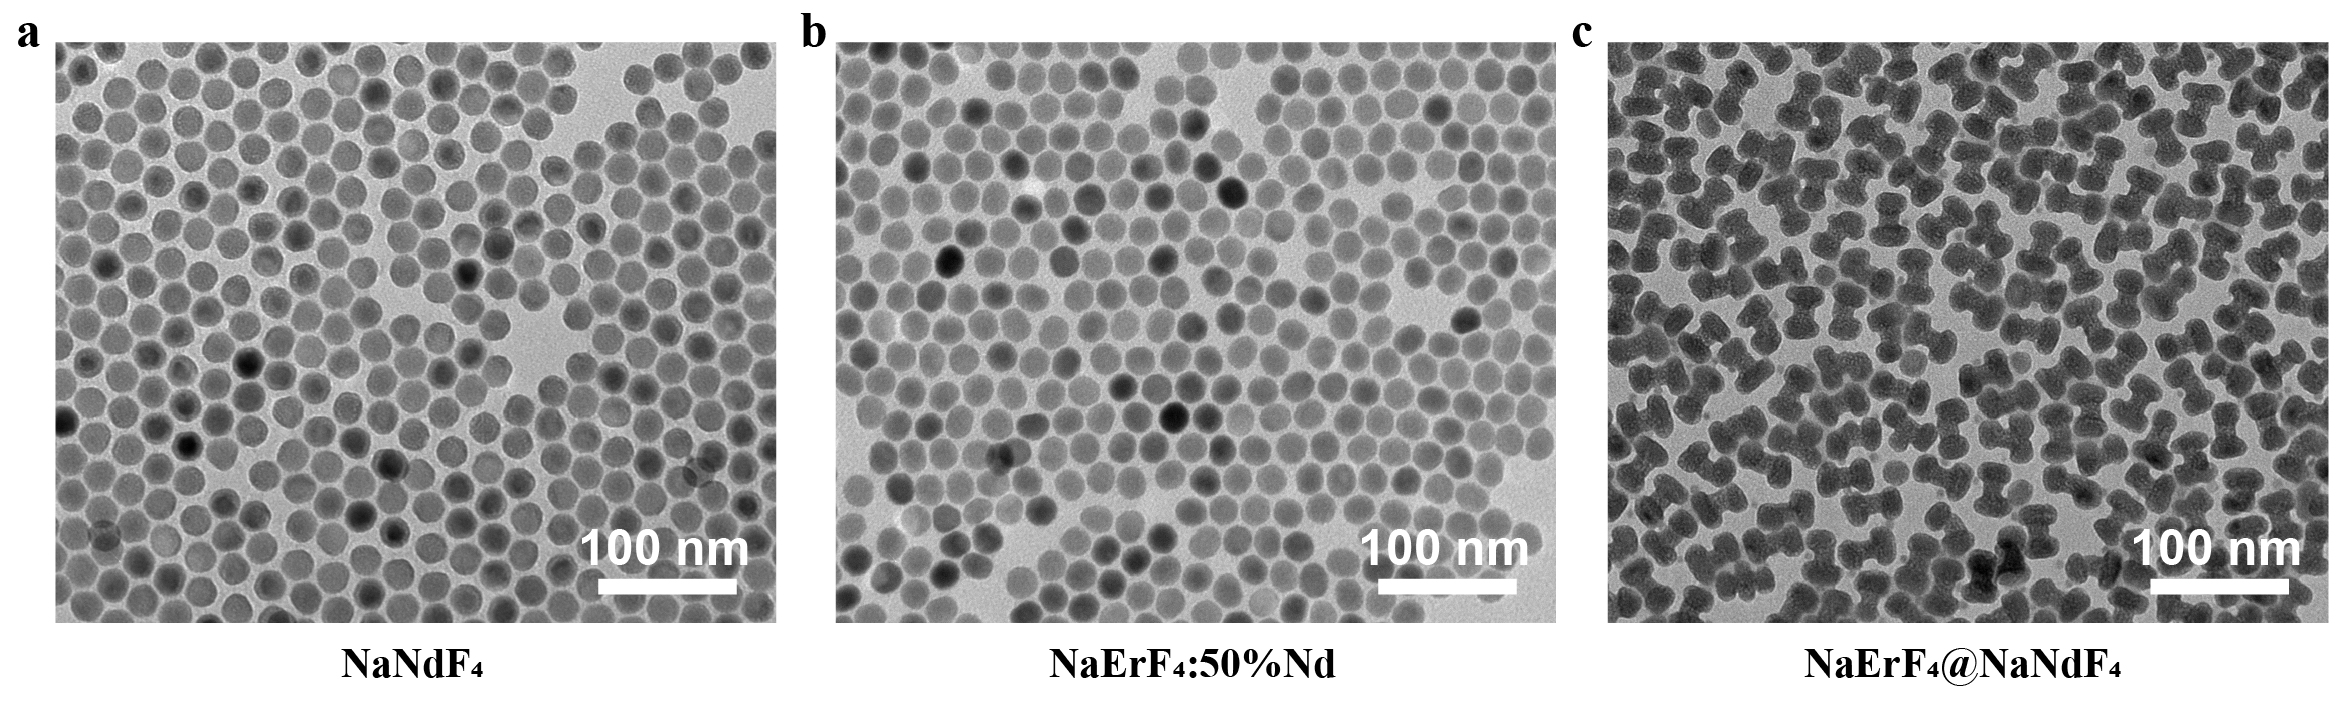 a
b
c
100 nm
100 nm
100 nm
NaNdF₄
NaErF₄:50%Nd
NaErF₄@NaNdF₄